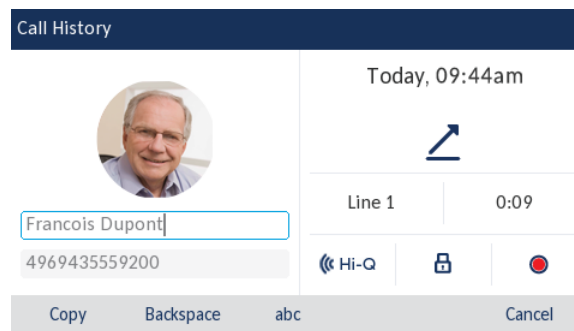 Call History
Francois Dupont
4969435559200
Today, 09:44am
Line 1 0:09
Hi-Q
Copy Backspace abc Cancel